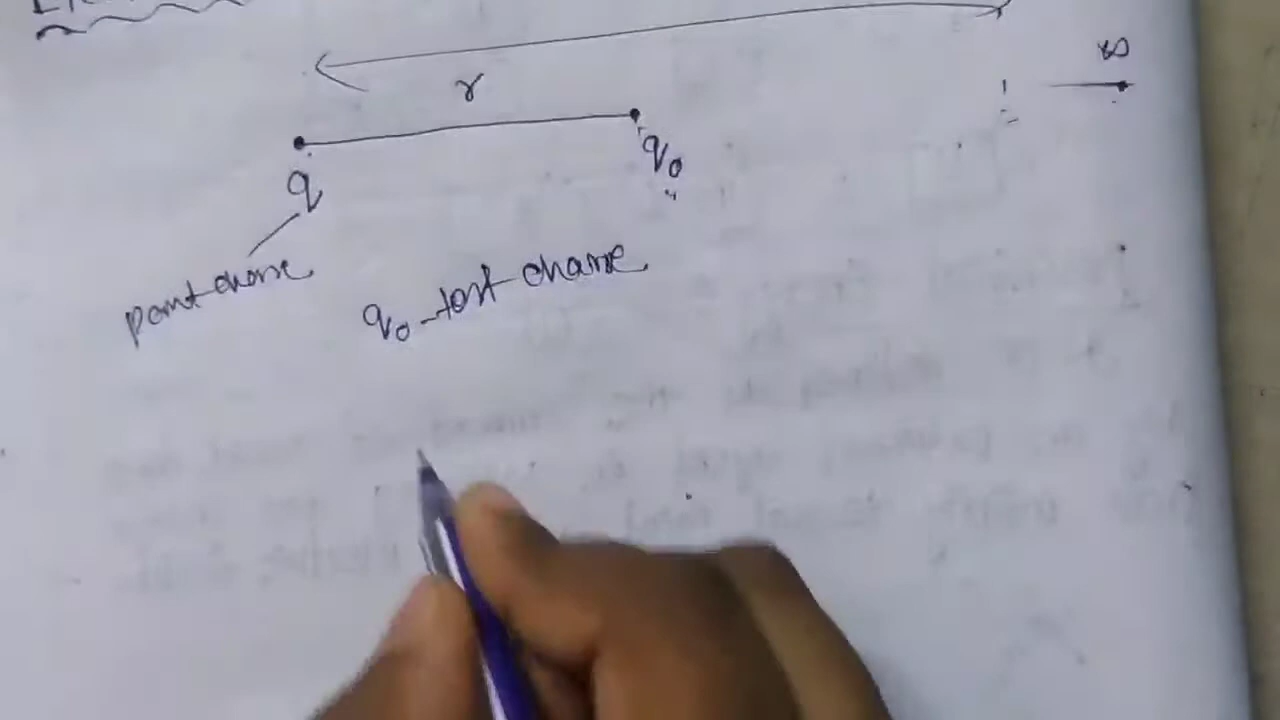 r
∞
q
q₀
point charge
q₀ - test charge